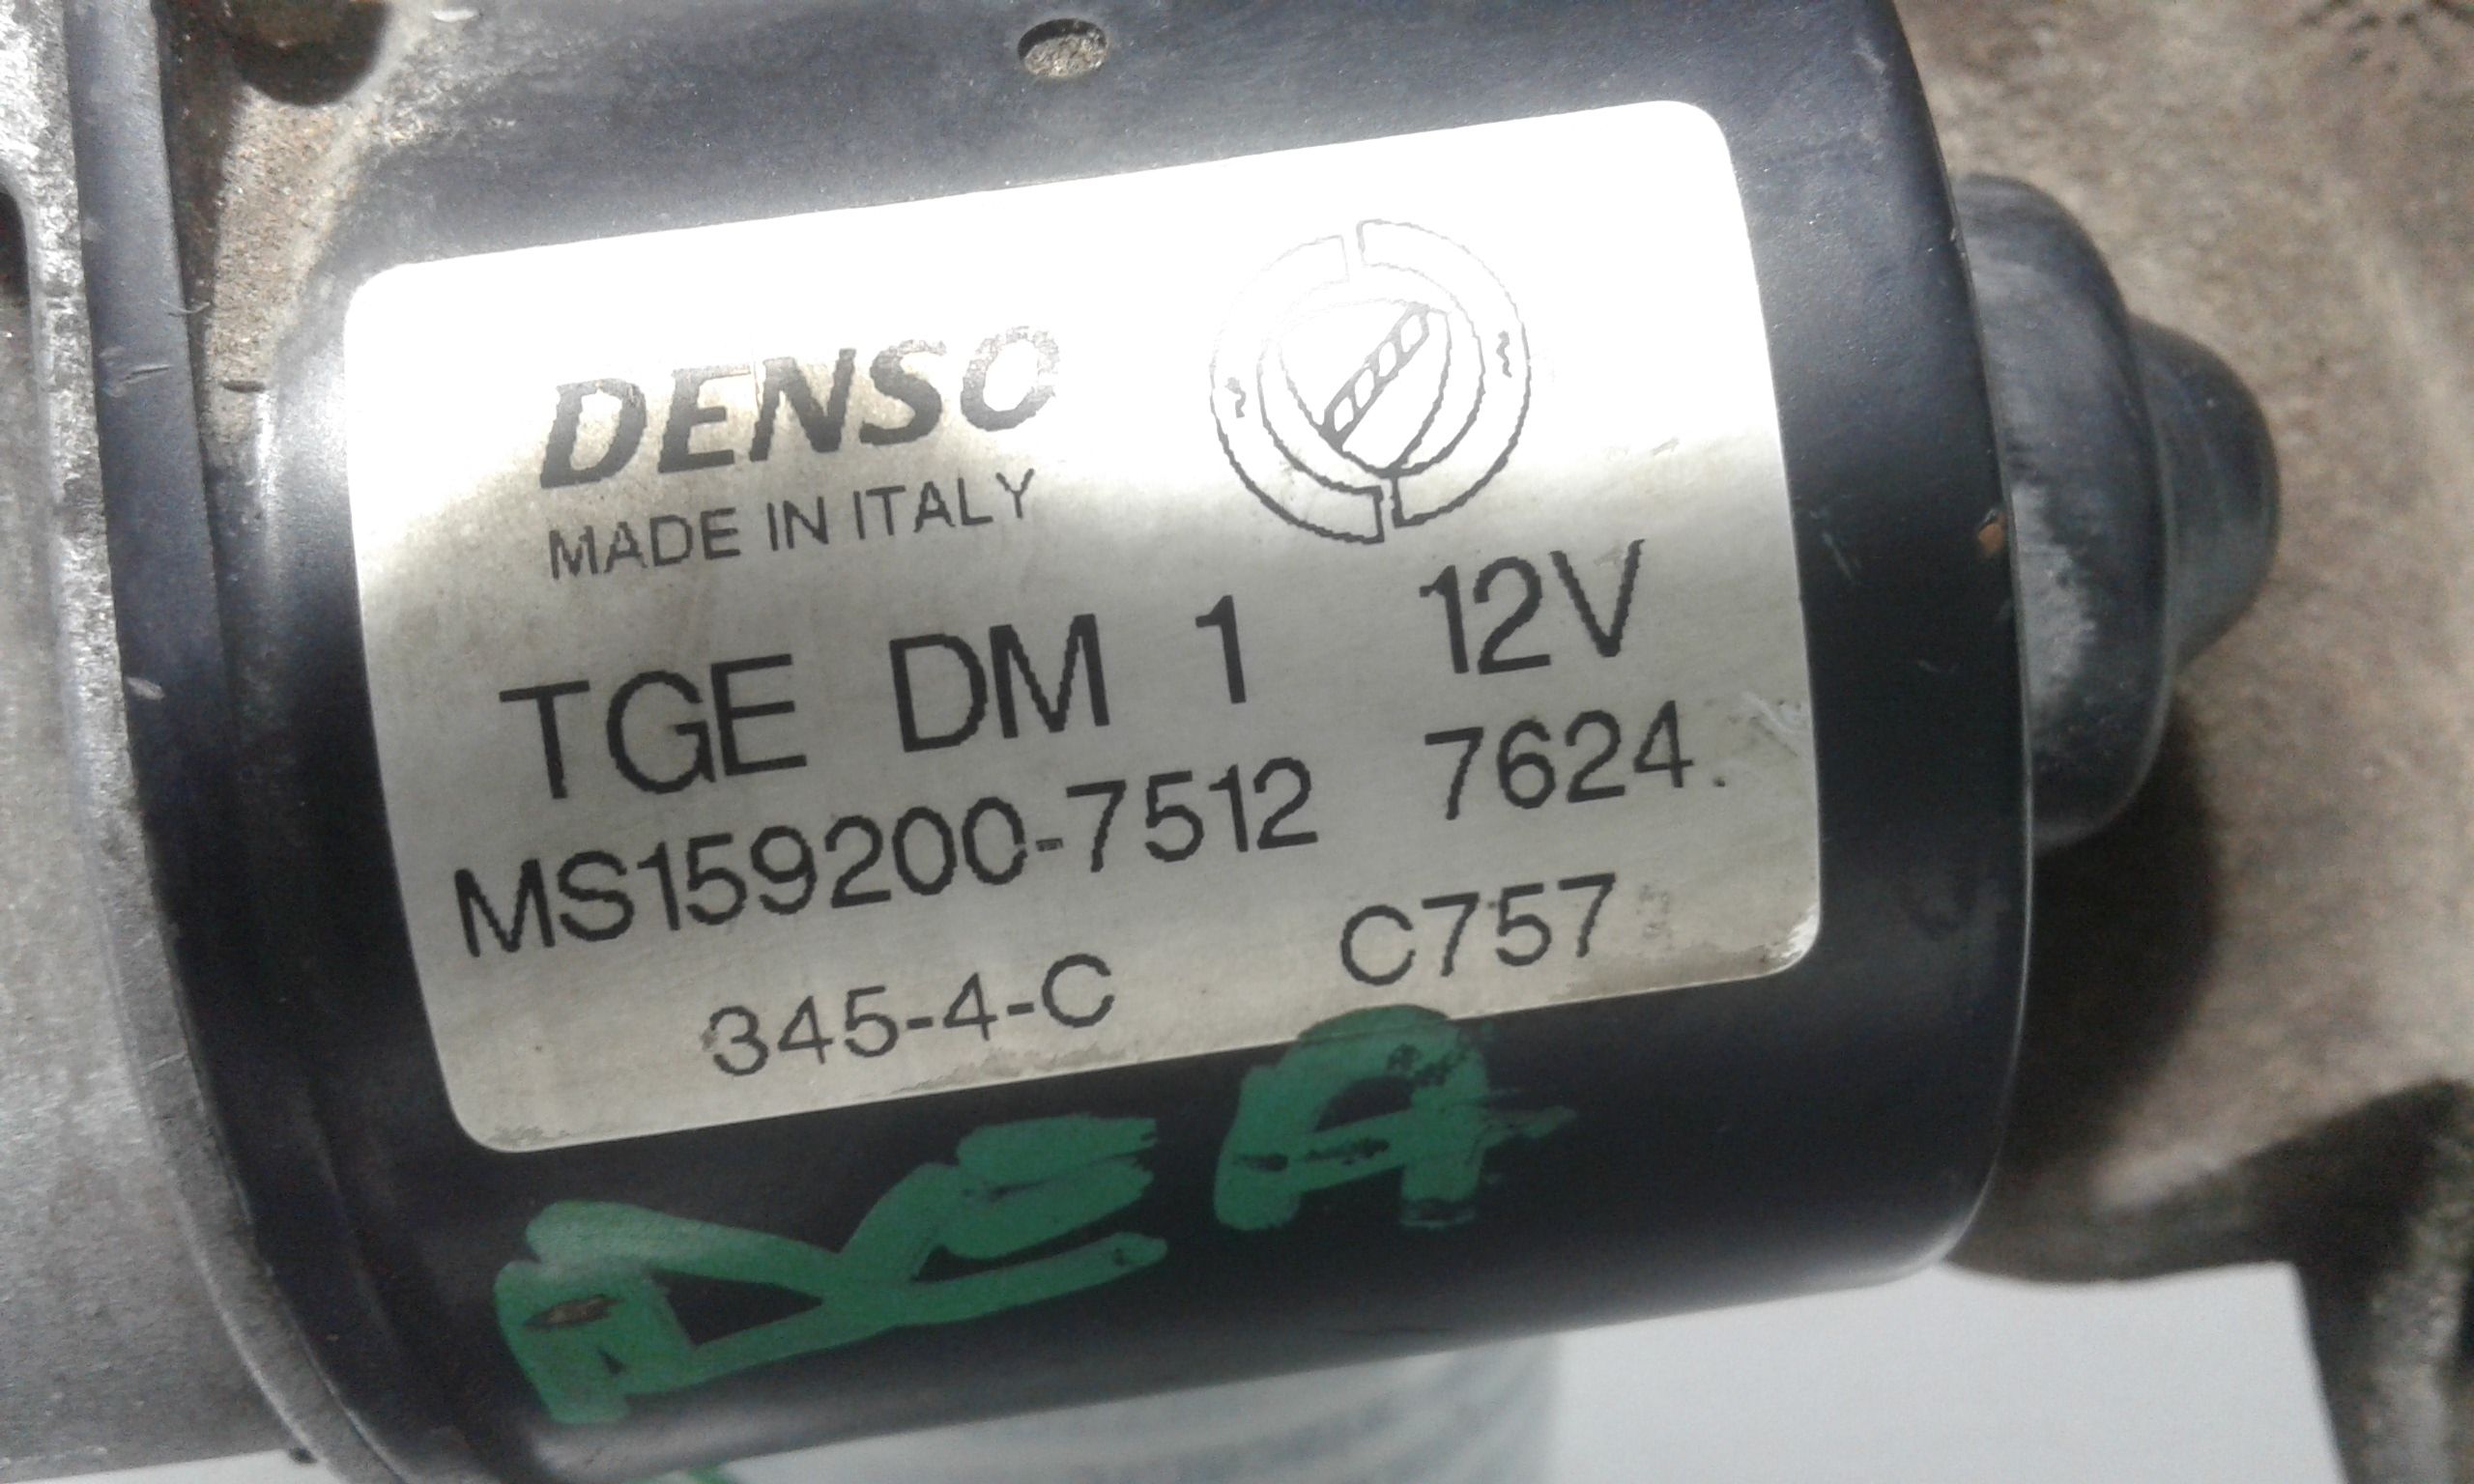 DENSO
MADE IN ITALY
TGE DM 1 12V
MS159200-7512 7624.
345-4-C C757